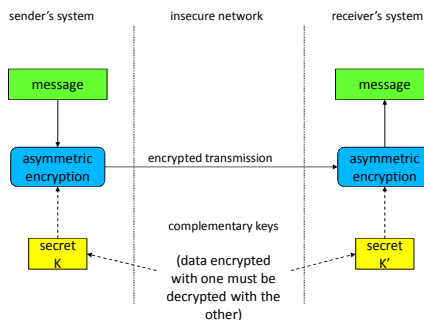 sender's system
insecure network
receiver's system
message
message
asymmetric
encryption
encrypted transmission
asymmetric
encryption
complementary keys
secret
K
(data encrypted
with one must be
decrypted with the
other)
secret
K'